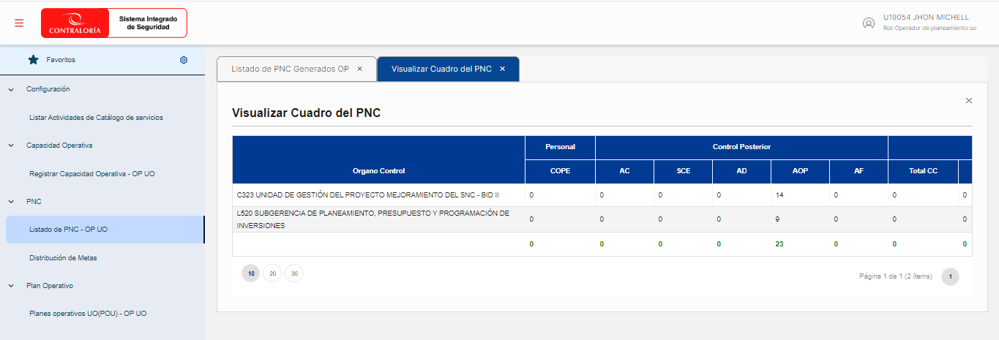 CONTRALORÍA
Sistema Integrado
de Seguridad
U19054 JHON MICHELL
Rol: Operador de planeamiento uo
Favoritos
Configuración
Listar Actividades de Catálogo de servicios
Capacidad Operativa
Registrar Capacidad Operativa - OP UO
PNC
Listado de PNC - OP UO
Distribución de Metas
Plan Operativo
Planes operativos UO(POU) - OP UO
Listado de PNC Generados OP ×
Visualizar Cuadro del PNC ×
×
Visualizar Cuadro del PNC
Personal Control Posterior
Organo Control COPE AC SCE AD AOP AF Total CC
C323 UNIDAD DE GESTIÓN DEL PROYECTO MEJORAMIENTO DEL SNC - BID II 0 0 0 0 14 0 0 0
L520 SUBGERENCIA DE PLANEAMIENTO, PRESUPUESTO Y PROGRAMACIÓN DE
INVERSIONES 0 0 0 0 9 0 0 0
0 0 0 0 23 0 0 0
10 20 30
Página 1 de 1 (2 ítems) 1